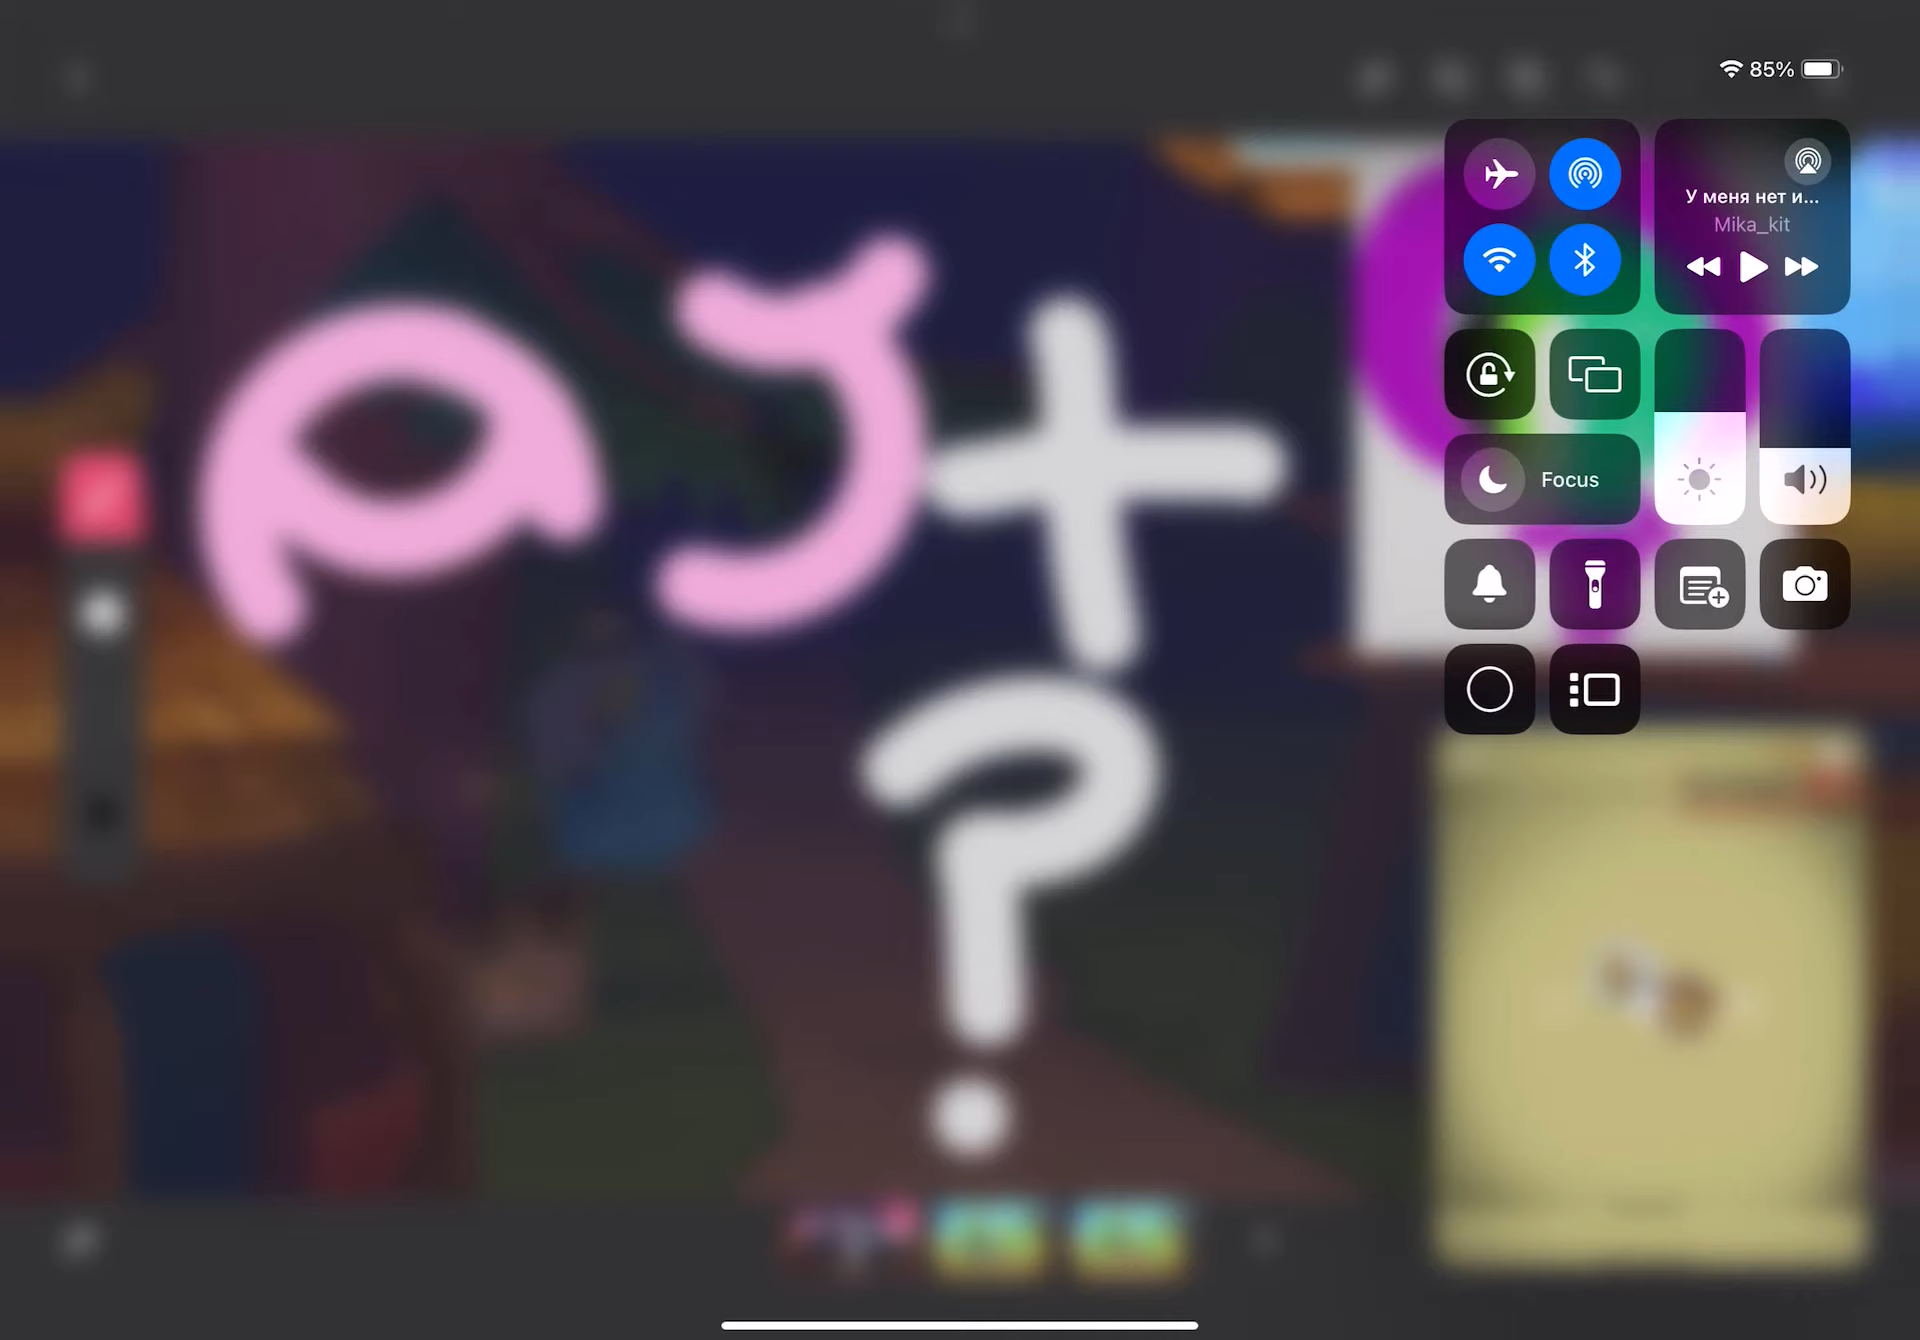 85%
У меня нет и...
Mika_kit
Focus
+
?